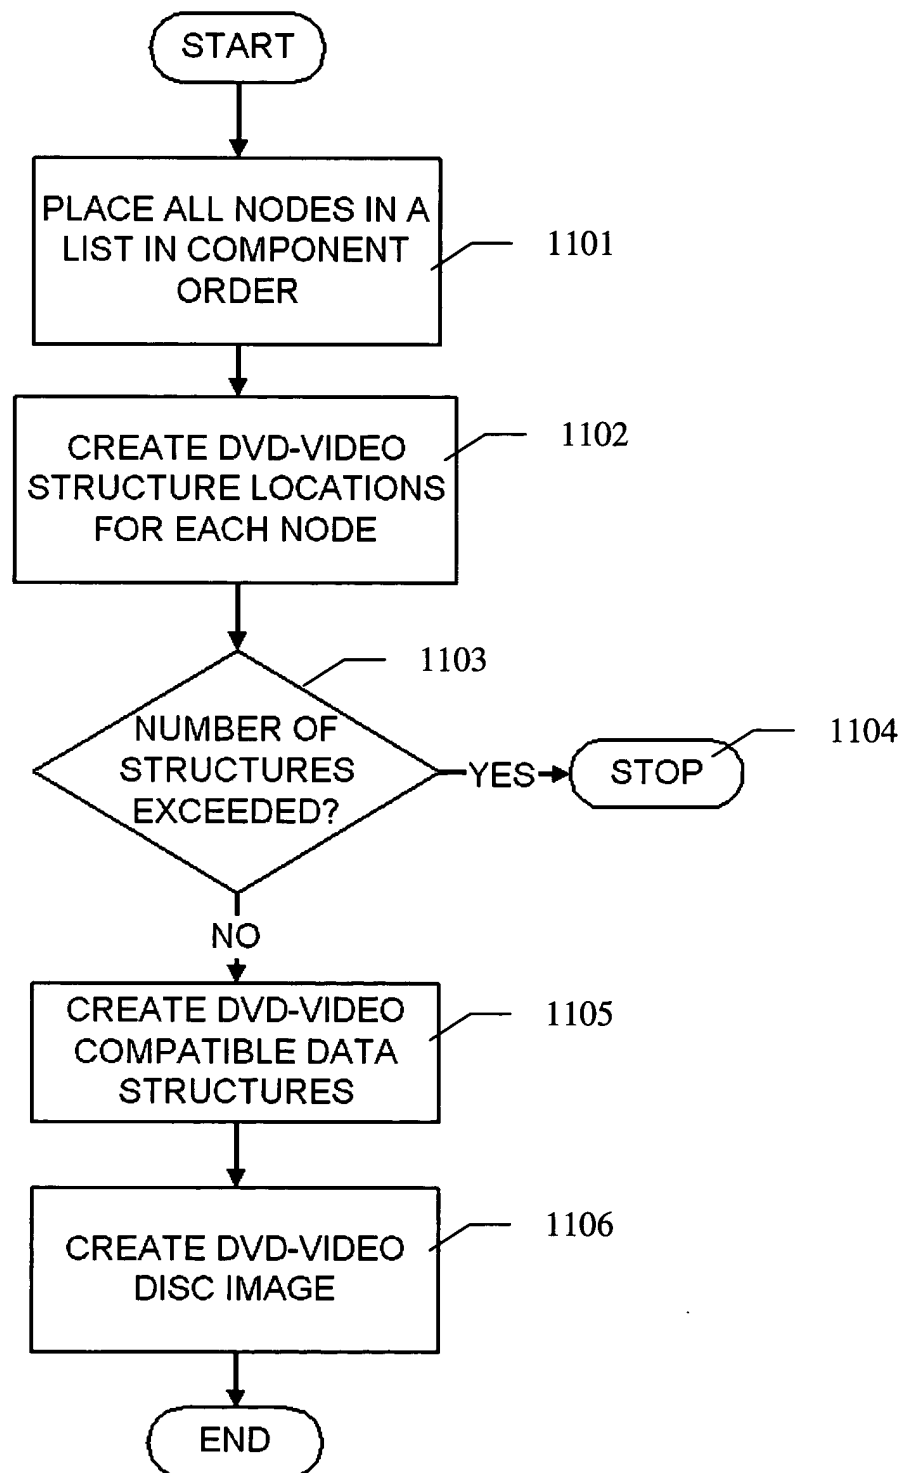 START
PLACE ALL NODES IN A
LIST IN COMPONENT
ORDER
1101
CREATE DVD-VIDEO
STRUCTURE LOCATIONS
FOR EACH NODE
1102
1103
NUMBER OF
STRUCTURES
EXCEEDED?
YES
STOP
1104
NO
CREATE DVD-VIDEO
COMPATIBLE DATA
STRUCTURES
1105
CREATE DVD-VIDEO
DISC IMAGE
1106
END